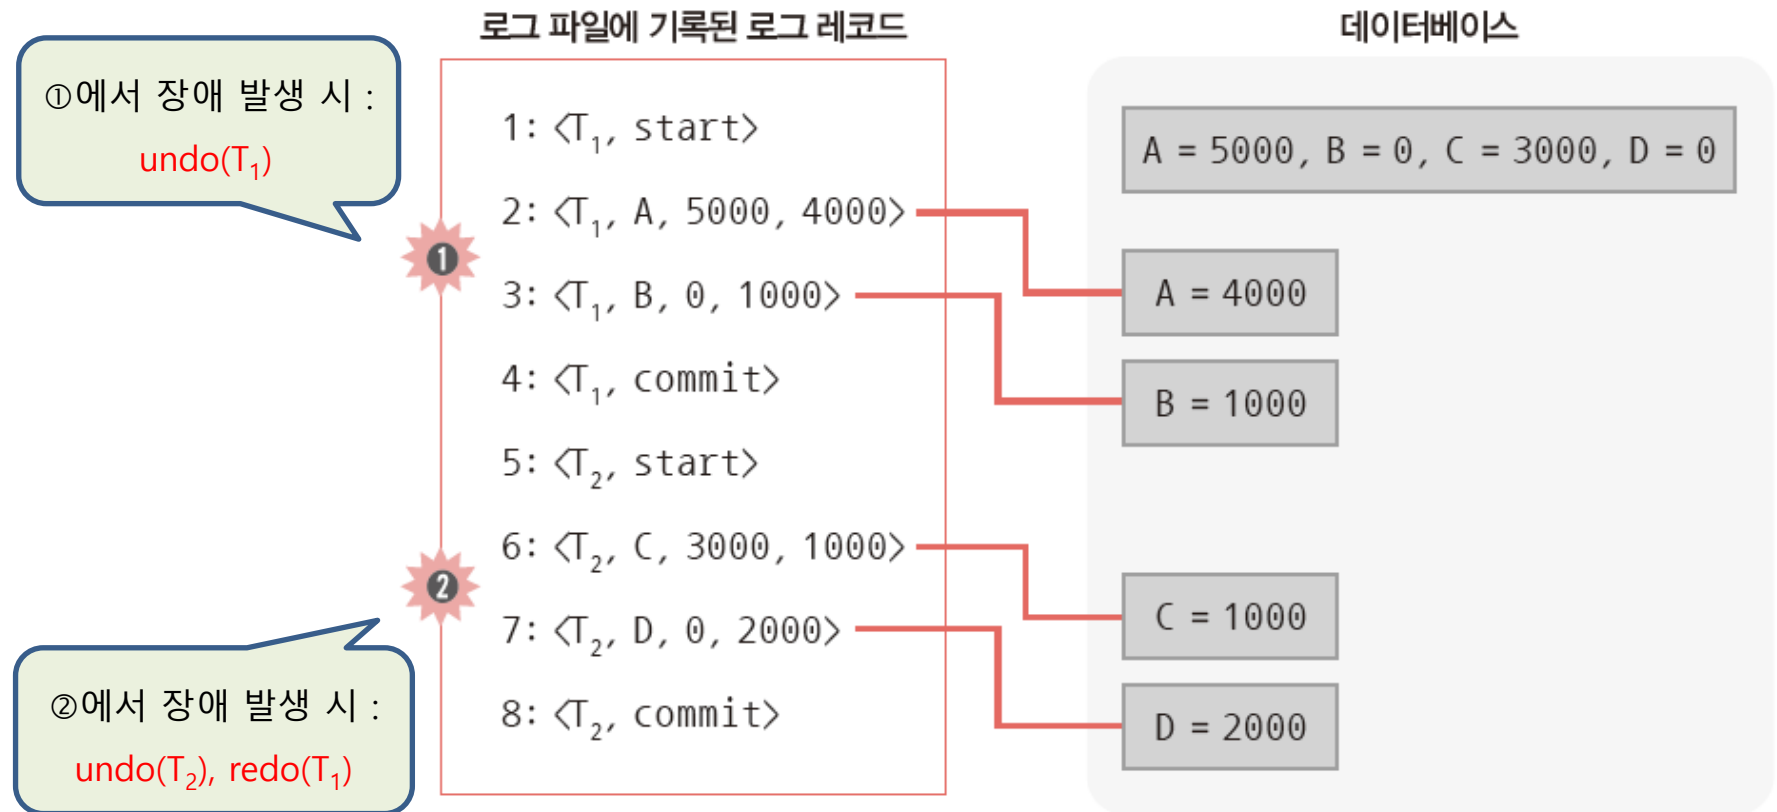 로그 파일에 기록된 로그 레코드
데이터베이스
①에서 장애 발생 시 :
undo(T₁)
1: <T₁, start>
2: <T₁, A, 5000, 4000>
❶
3: <T₁, B, 0, 1000>
4: <T₁, commit>
5: <T₂, start>
6: <T₂, C, 3000, 1000>
❷
7: <T₂, D, 0, 2000>
8: <T₂, commit>
②에서 장애 발생 시 :
undo(T₂), redo(T₁)
A = 5000, B = 0, C = 3000, D = 0
A = 4000
B = 1000
C = 1000
D = 2000